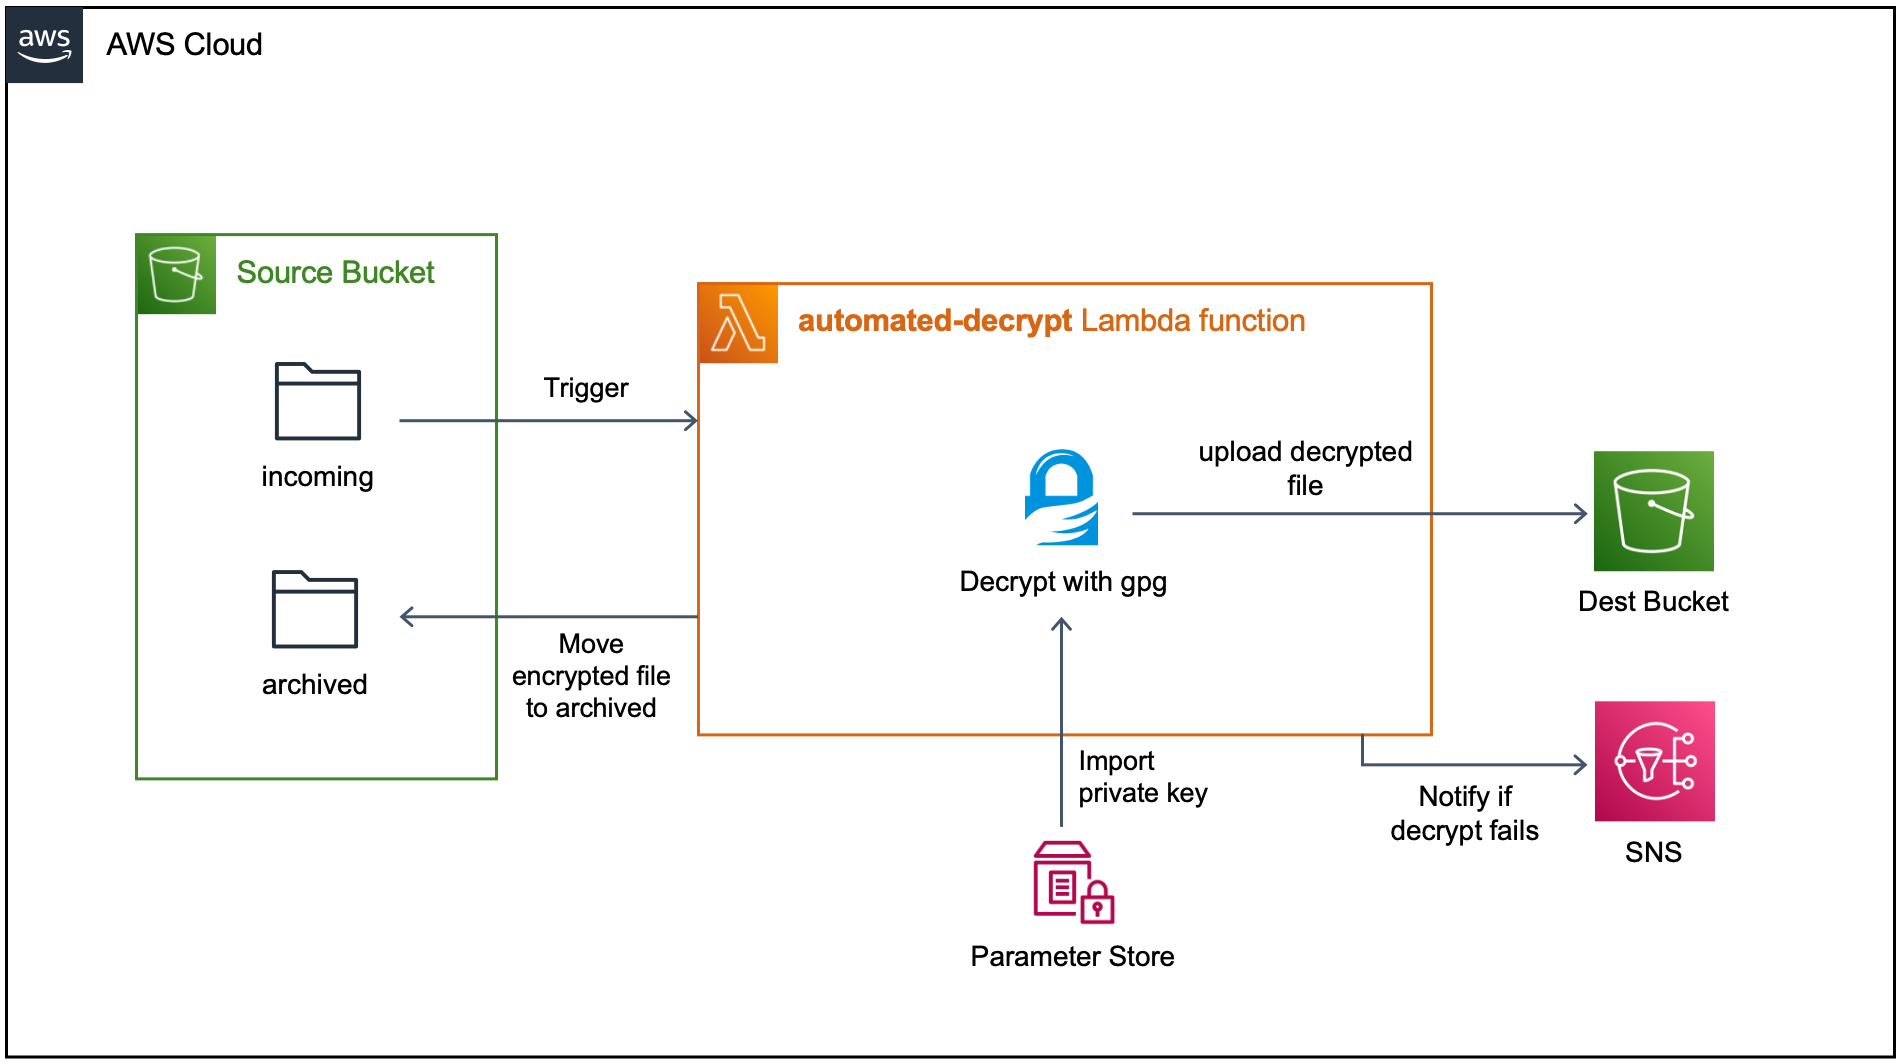 aws
AWS Cloud
Source Bucket
incoming
archived
Trigger
Move
encrypted file
to archived
automated-decrypt Lambda function
Decrypt with gpg
upload decrypted
file
Dest Bucket
Import
private key
Parameter Store
Notify if
decrypt fails
SNS